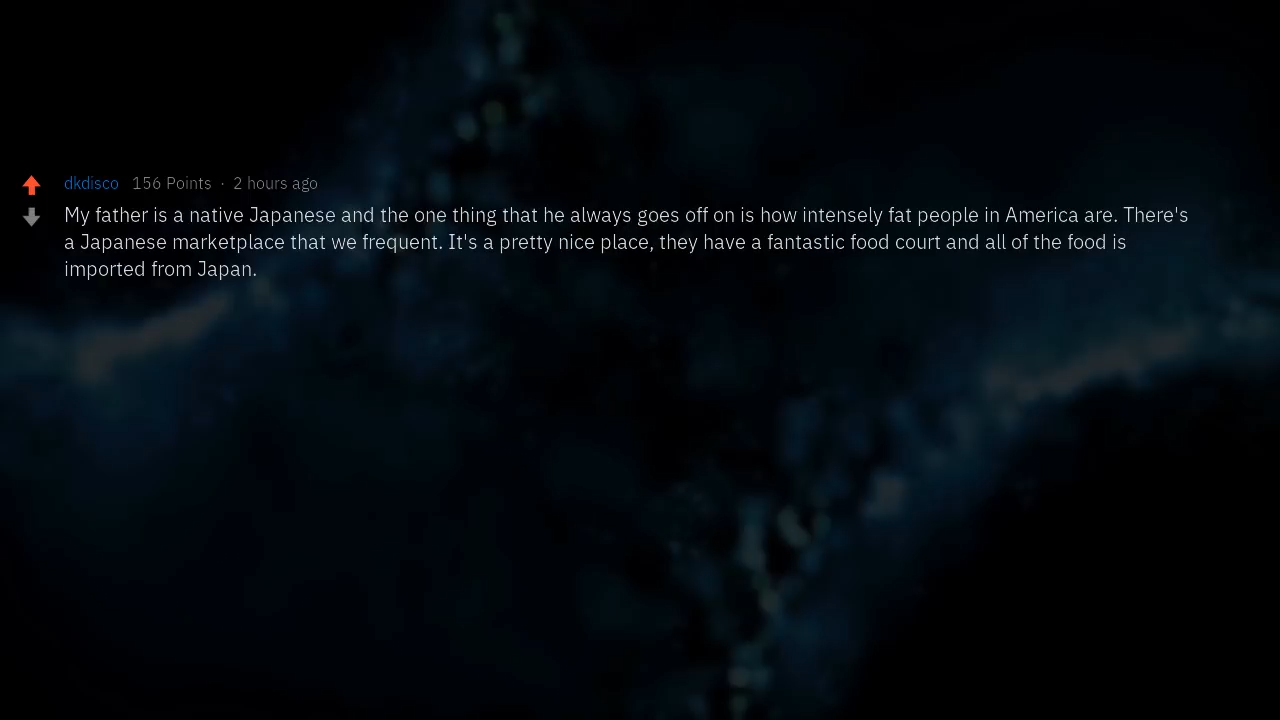 dkdisco 156 Points · 2 hours ago
My father is a native Japanese and the one thing that he always goes off on is how intensely fat people in America are. There's
a Japanese marketplace that we frequent. It's a pretty nice place, they have a fantastic food court and all of the food is
imported from Japan.